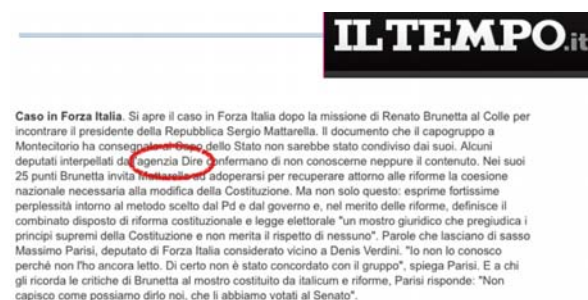 IL TEMPO.it
Caso in Forza Italia. Si apre il caso in Forza Italia dopo la missione di Renato Brunetta al Colle per
incontrare il presidente della Repubblica Sergio Mattarella. Il documento che il capogruppo a
Montecitorio ha consegnato al Capo dello Stato non sarebbe stato condiviso dai suoi. Alcuni
deputati interpellati da agenzia Dire confermano di non conoscerne neppure il contenuto. Nei suoi
25 punti Brunetta invita Mattarella ad adoperarsi per recuperare attorno alle riforme la coesione
nazionale necessaria alla modifica della Costituzione. Ma non solo questo: esprime fortissime
perplessità intorno al metodo scelto dal Pd e dal governo e, nel merito delle riforme, definisce il
combinato disposto di riforma costituzionale e legge elettorale "un mostro giuridico che pregiudica i
principi supremi della Costituzione e non merita il rispetto di nessuno". Parole che lasciano di sasso
Massimo Parisi, deputato di Forza Italia considerato vicino a Denis Verdini. "Io non lo conosco
perchè non l'ho ancora letto. Di certo non è stato concordato con il gruppo", spiega Parisi. E a chi
gli ricorda le critiche di Brunetta al mostro costituito da italicum e riforme, Parisi risponde: "Non
capisco come possiamo dirlo noi, che li abbiamo votati al Senato".